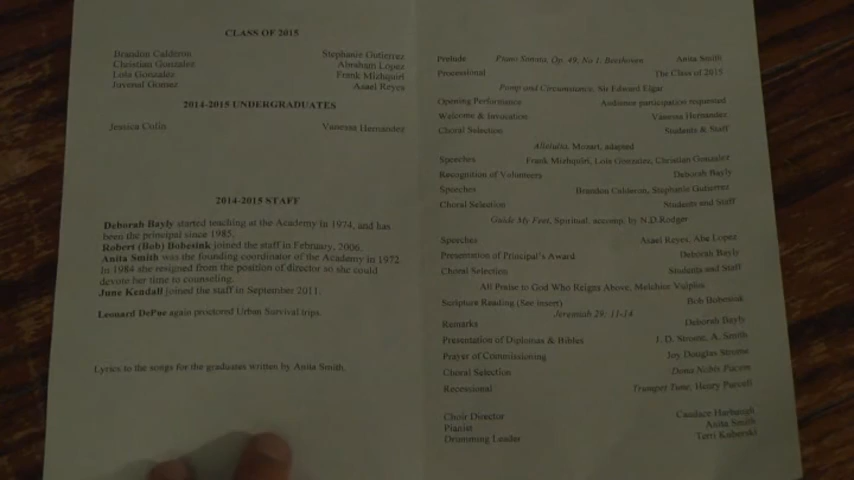 CLASS OF 2015
Brandon Calderon Stephanie Gutierrez
Christian Gonzalez Abraham Lopez
Lois Gonzalez Frank Mizhquiri
Juvenal Gomez Asael Reyes
2014-2015 UNDERGRADUATES
Jessica Colin Vanessa Hernandez
2014-2015 STAFF
Deborah Bayly started teaching at the Academy in 1974, and has
been the principal since 1985.
Robert (Bob) Bobesink joined the staff in February, 2006.
Anita Smith was the founding coordinator of the Academy in 1972
In 1984 she resigned from the position of director so she could
devote her time to counseling.
June Kendall joined the staff in September 2011.
Leonard DePae again proctored Urban Survival trips.
Lyrics to the songs for the graduates written by Anita Smith.
Prelude Piano Sonata, Op. 49, No 1, Beethoven Anita Smith
Processional The Class of 2015
Pomp and Circumstance, Sir Edward Elgar
Opening Performance Audience participation requested
Welcome & Invocation Vanessa Hernandez
Choral Selection Students & Staff
Alleluini, Mozart, adapted
Speeches Frank Mizhquiri, Lois Gonzales, Christian Gonzalez
Recognition of Volunteers Deborah Bayly
Speeches Brandon Calderon, Stephanie Gutierrez
Choral Selection Students and Staff
Guide My Feet, Spiritual, accomp. by N.D.Rodger
Speeches Asael Reyes, Abe Lopez
Presentation of Principal's Award Deborah Bayly
Choral Selection Students and Staff
All Praise to God Who Reigns Above, Melchior Vulpius
Scripture Reading (See insert) Bob Bobesink
Jeremiah 29: 11-14
Remarks Deborah Bayly
Presentation of Diplomas & Bibles J. D. Strome, A. Smith
Prayer of Commissioning Joy Douglas Strome
Choral Selection Dona Nobis Pacem
Recessional Trumpet Tune, Henry Purcell
Choir Director Candace Harbaugh
Pianist Anita Smith
Drumming Leader Terri Koberski